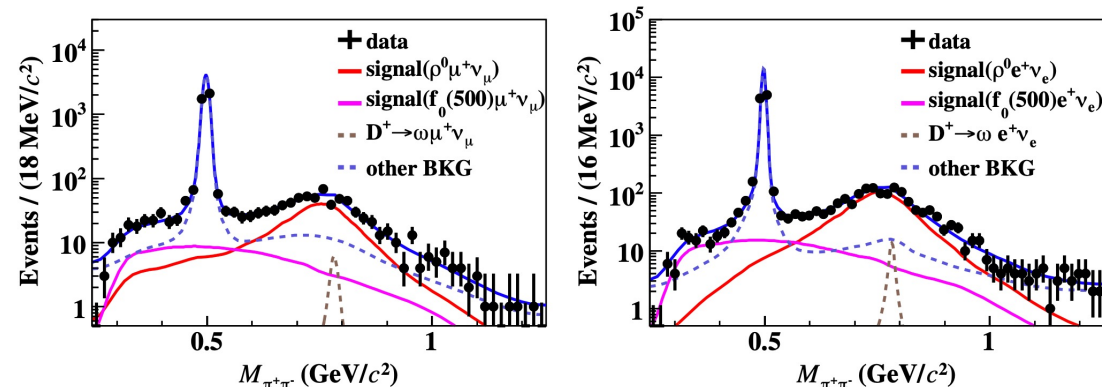 Events / (18 MeV/c²)
10⁴
10³
10²
10
1
data
signal(ρ⁰μ⁺ν_μ)
signal(f₀(500)μ⁺ν_μ)
D⁺→ωμ⁺ν_μ
other BKG
0.5
1
M_π⁺π⁻ (GeV/c²)
Events / (16 MeV/c²)
10⁵
10⁴
10³
10²
10
1
data
signal(ρ⁰e⁺ν_e)
signal(f₀(500)e⁺ν_e)
D⁺→ω e⁺ν_e
other BKG
0.5
1
M_π⁺π⁻ (GeV/c²)